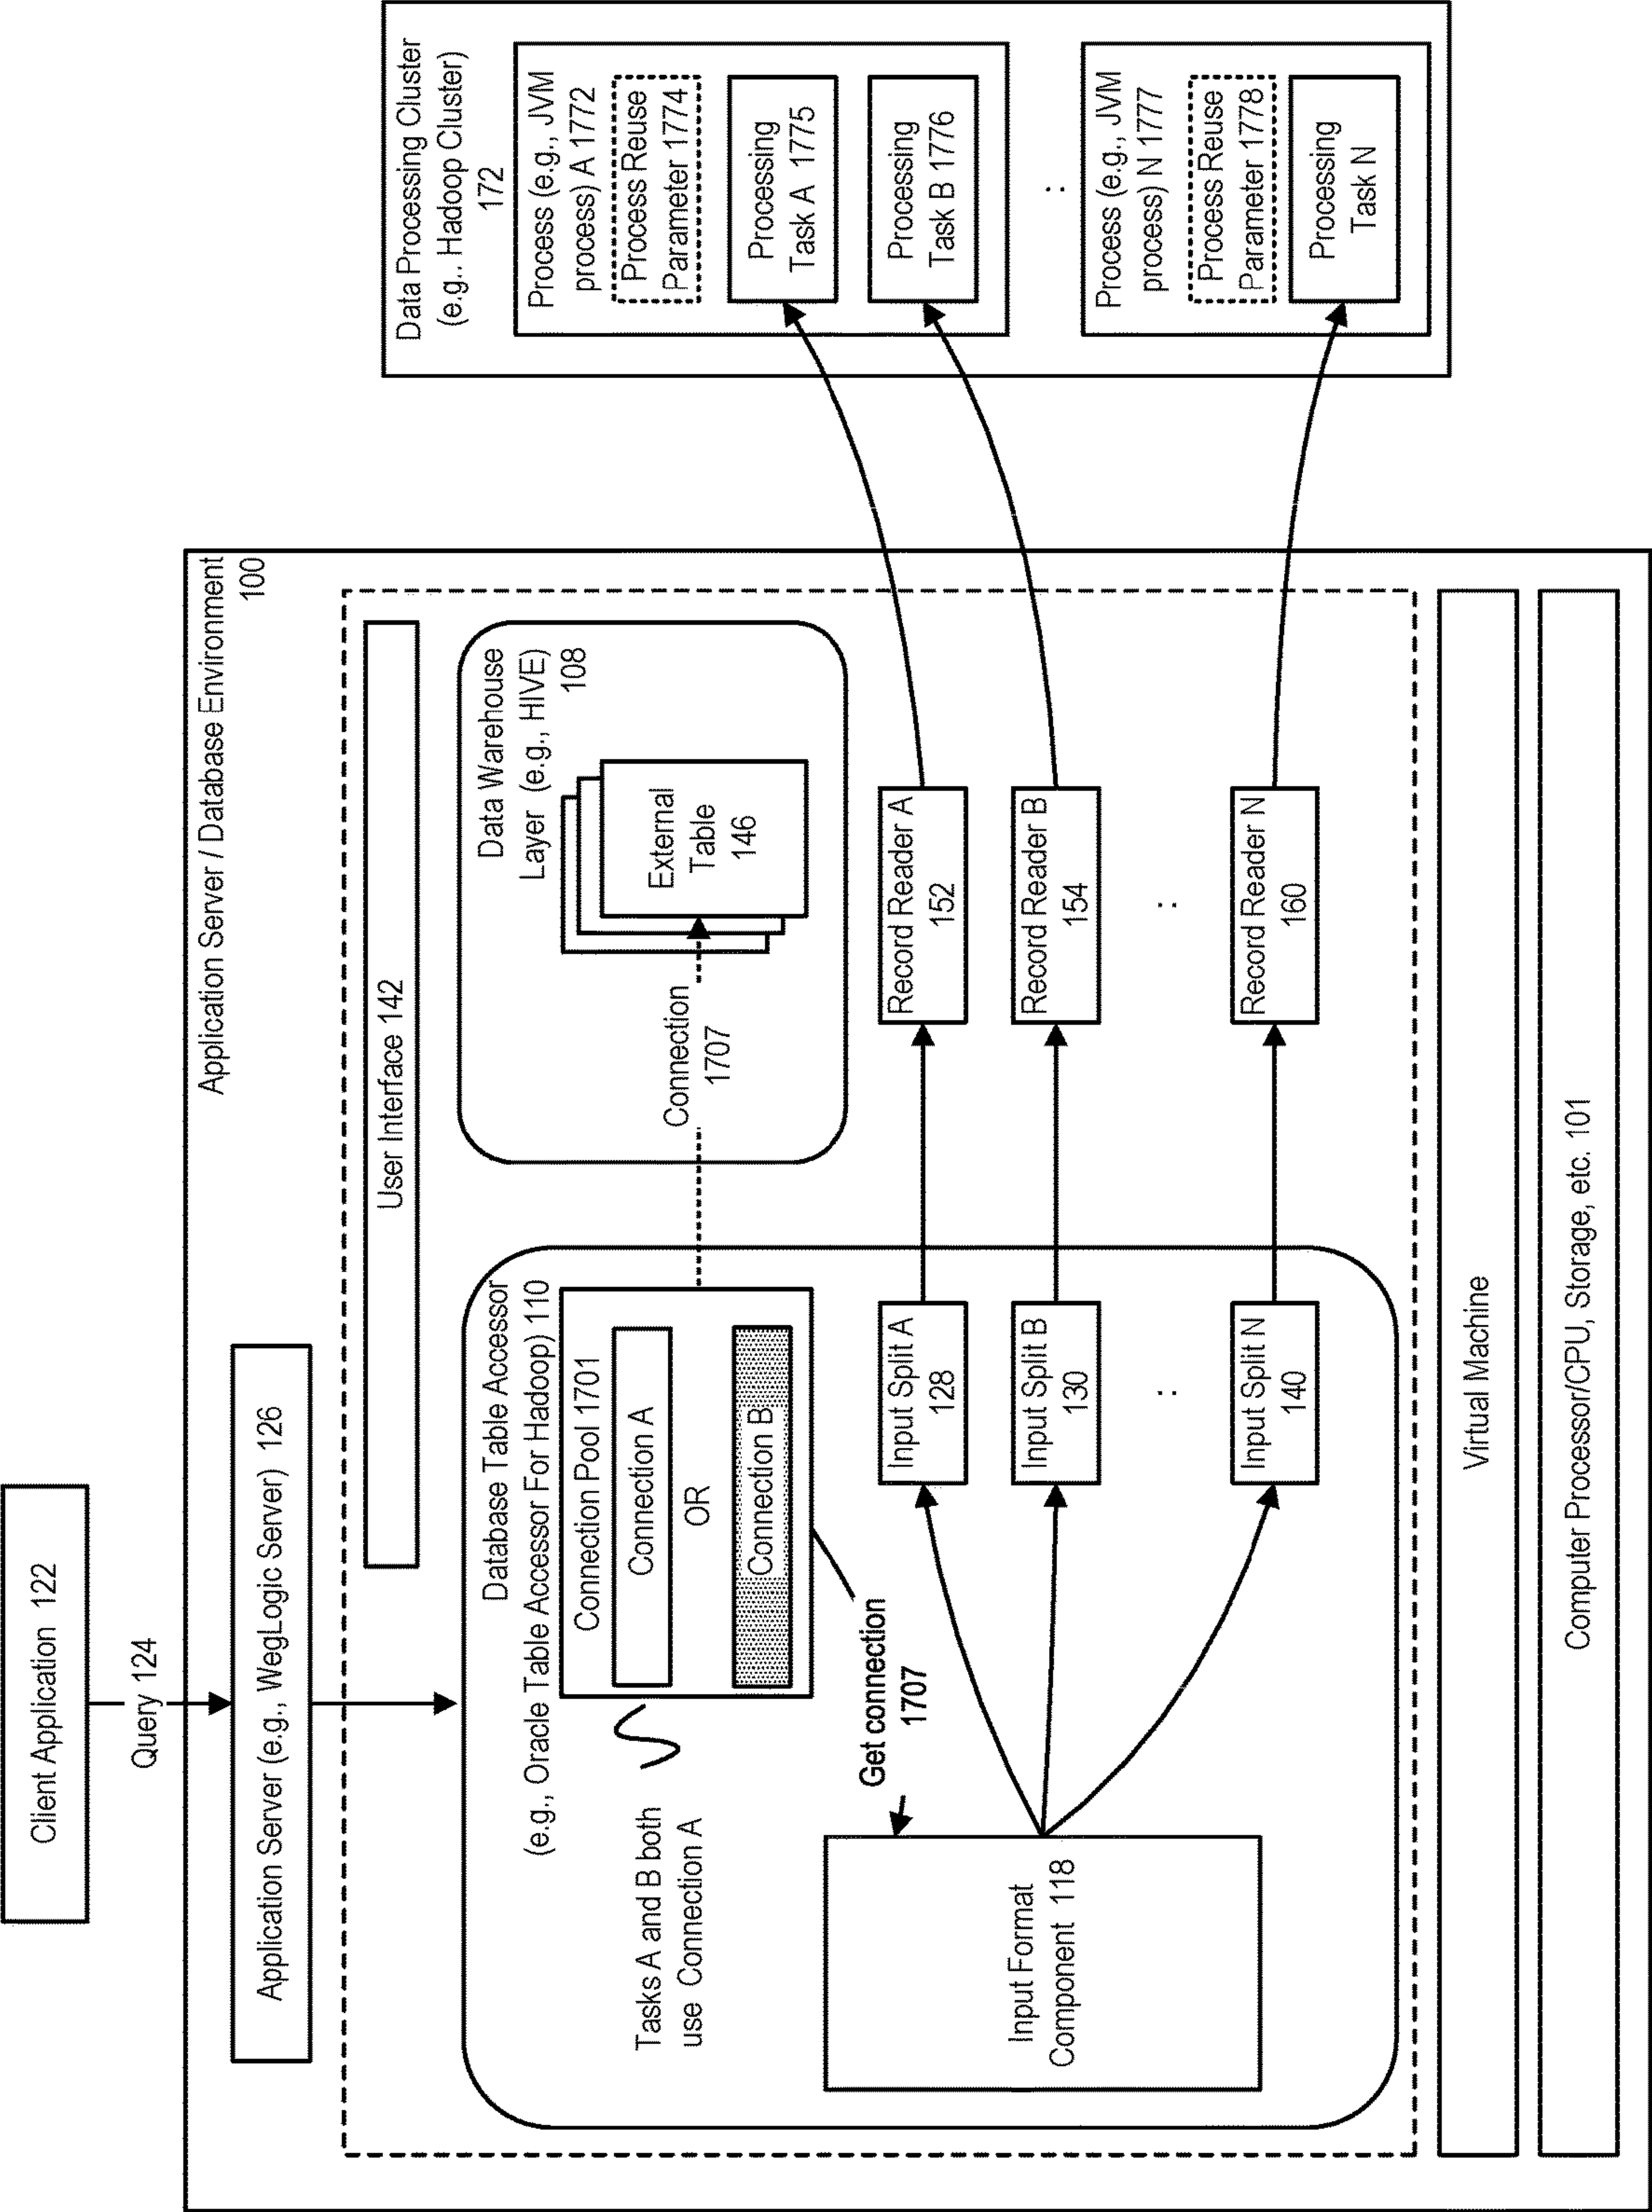 Client Application  122
Query 124
Application Server (e.g., WegLogic Server)  126
Application Server / Database Environment
100
User Interface 142
Database Table Accessor
(e.g., Oracle Table Accessor For Hadoop) 110
Connection Pool 1701
Connection A
OR
Connection B
Tasks A and B both
use  Connection A
Get connection
1707
Input Format
Component  118
Input Split A
128
Input Split B
130
:
Input Split N
140
Data Warehouse
Layer  (e.g., HIVE)
108
External
Table
146
Connection
1707
Record Reader A
152
Record Reader B
154
:
Record Reader N
160
Virtual Machine
Computer Processor/CPU, Storage, etc. 101
Data Processing Cluster
(e.g.. Hadoop Cluster)
172
Process (e.g., JVM
process) A 1772
Process Reuse
Parameter 1774
Processing
Task A  1775
Processing
Task B 1776
:
Process (e.g., JVM
process) N 1777
Process Reuse
Parameter 1778
Processing
Task N